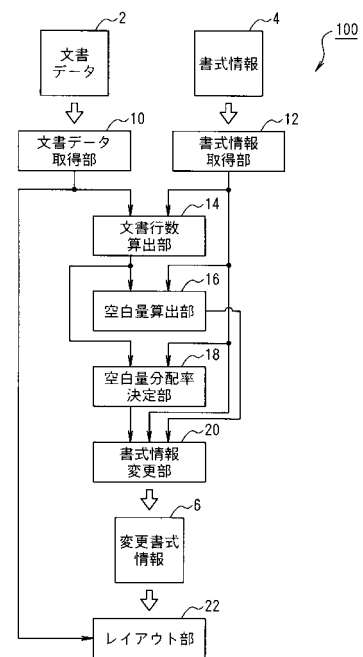 100
2
文書
データ
4
書式情報
10
文書データ
取得部
12
書式情報
取得部
14
文書行数
算出部
16
空白量算出部
18
空白量分配率
決定部
20
書式情報
変更部
6
変更書式
情報
22
レイアウト部